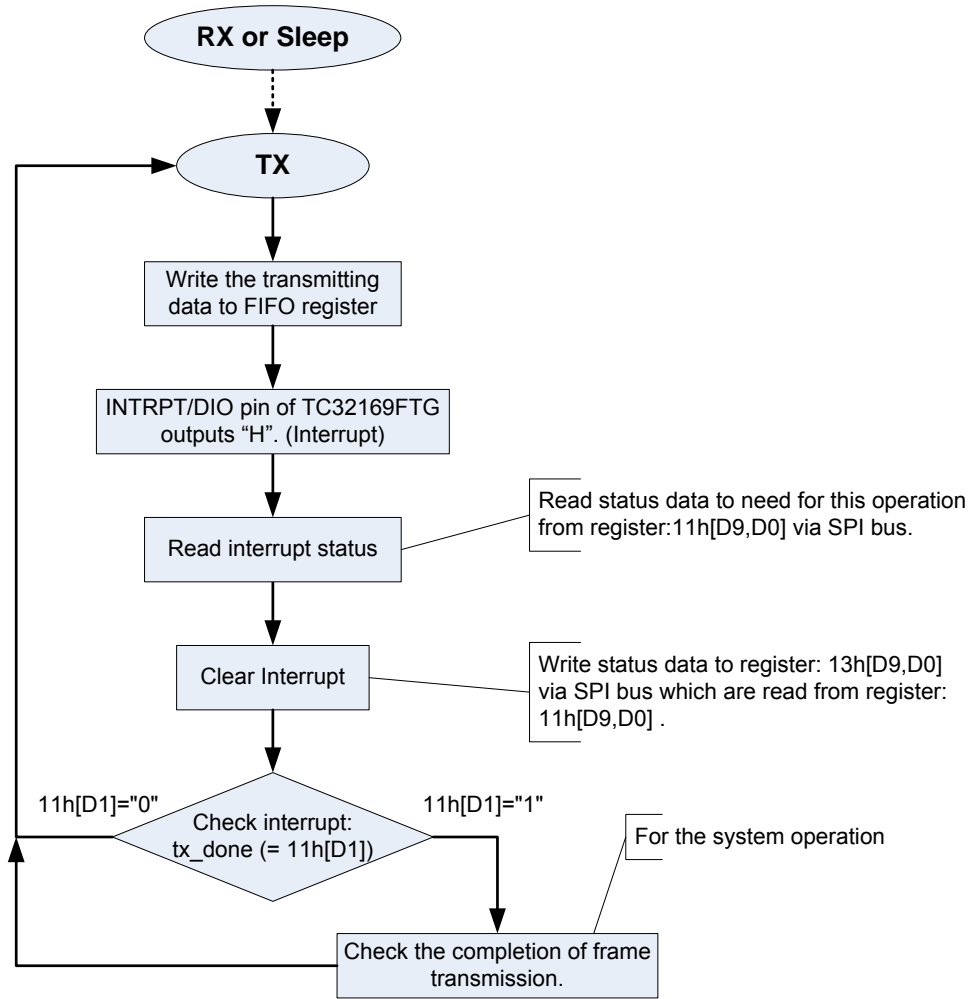 RX or Sleep
TX
Write the transmitting
data to FIFO register
INTRPT/DIO pin of TC32169FTG
outputs “H”. (Interrupt)
Read status data to need for this operation
from register:11h[D9,D0] via SPI bus.
Read interrupt status
Clear Interrupt
Write status data to register: 13h[D9,D0]
via SPI bus which are read from register:
11h[D9,D0] .
11h[D1]="0"
11h[D1]="1"
Check interrupt:
tx_done (= 11h[D1])
For the system operation
Check the completion of frame
transmission.